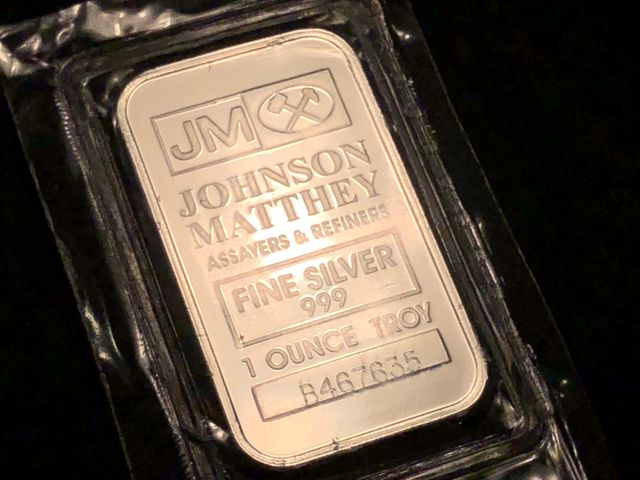 JM
JOHNSON
MATTHEY
ASSAYERS & REFINERS
FINE SILVER
999
1 OUNCE TROY
B467635